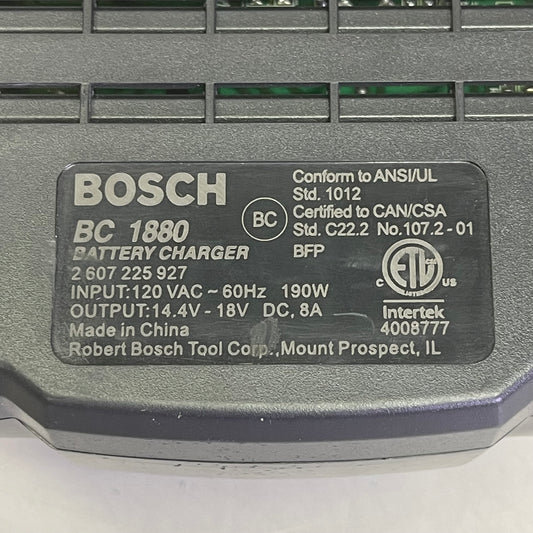 BOSCH
BC 1880
BATTERY CHARGER
2 607 225 927
INPUT:120 VAC ~ 60Hz 190W
OUTPUT:14.4V - 18V DC, 8A
Made in China
Robert Bosch Tool Corp.,Mount Prospect, IL
BC
Conform to ANSI/UL
Std. 1012
Certified to CAN/CSA
Std. C22.2 No.107.2 - 01
BFP
ETL
C US
LISTED
Intertek
4008777